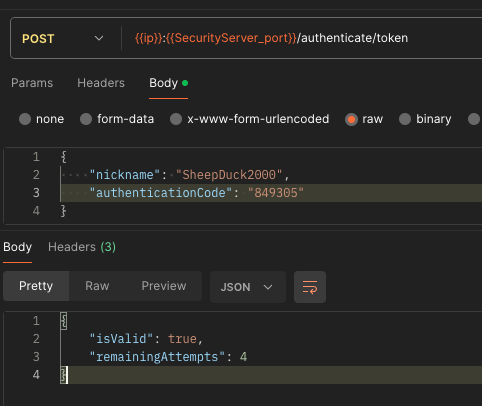 POST {{ip}}:{{SecurityServer_port}}/authenticate/token
Params Headers Body
none form-data x-www-form-urlencoded raw binary
1 {
2 "nickname": "SheepDuck2000",
3 "authenticationCode": "849305"
4 }
Body Headers (3)
Pretty Raw Preview JSON
1 {
2 "isValid": true,
3 "remainingAttempts": 4
4 }